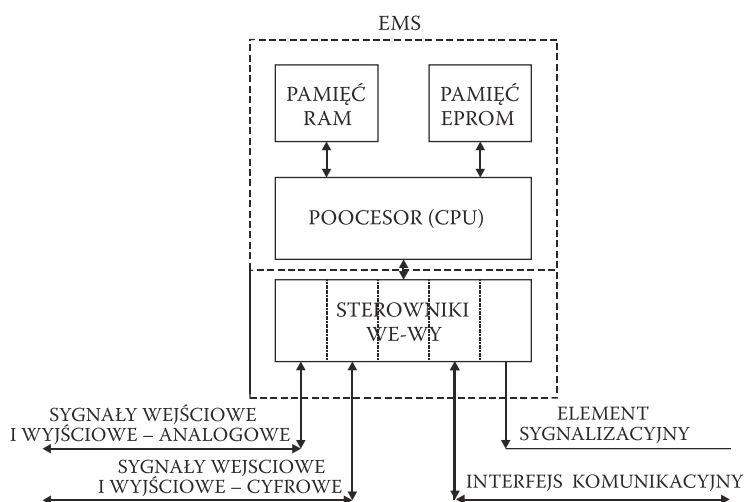 EMS
PAMIĘĆ
RAM
PAMIĘĆ
EPROM
POOCESOR (CPU)
STEROWNIKI
WE-WY
SYGNAŁY WEJŚCIOWE
I WYJŚCIOWE – ANALOGOWE
ELEMENT
SYGNALIZACYJNY
SYGNAŁY WEJSCIOWE
I WYJŚCIOWE – CYFROWE
INTERFEJS KOMUNIKACYJNY